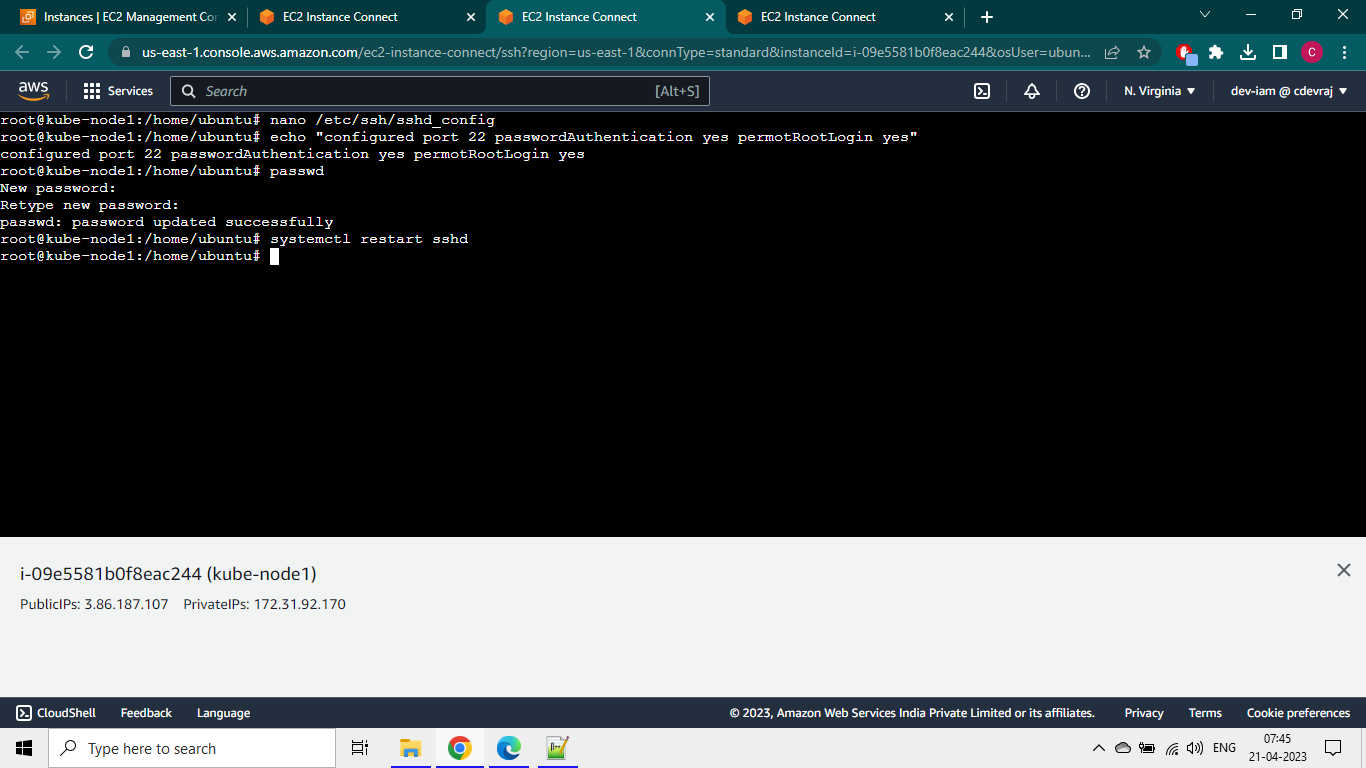 Instances | EC2 Management Con
EC2 Instance Connect
EC2 Instance Connect
EC2 Instance Connect
us-east-1.console.aws.amazon.com/ec2-instance-connect/ssh?region=us-east-1&connType=standard&instanceId=i-09e5581b0f8eac244&osUser=ubun...
C
aws
Services
Search
[Alt+S]
N. Virginia
dev-iam @ cdevraj
root@kube-node1:/home/ubuntu# nano /etc/ssh/sshd_config
root@kube-node1:/home/ubuntu# echo "configured port 22 passwordAuthentication yes permotRootLogin yes"
configured port 22 passwordAuthentication yes permotRootLogin yes
root@kube-node1:/home/ubuntu# passwd
New password:
Retype new password:
passwd: password updated successfully
root@kube-node1:/home/ubuntu# systemctl restart sshd
root@kube-node1:/home/ubuntu#
i-09e5581b0f8eac244 (kube-node1)
PublicIPs: 3.86.187.107 PrivateIPs: 172.31.92.170
CloudShell
Feedback
Language
© 2023, Amazon Web Services India Private Limited or its affiliates.
Privacy
Terms
Cookie preferences
Type here to search
ENG
07:45
21-04-2023